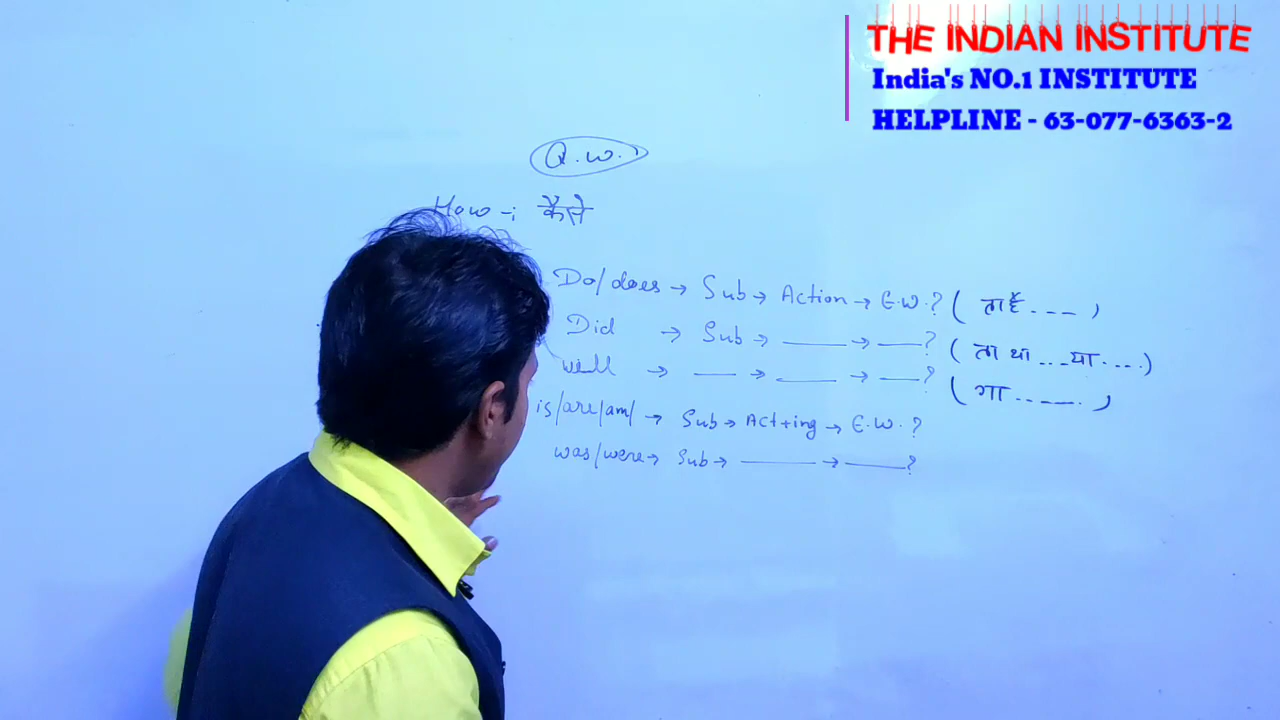 THE INDIAN INSTITUTE
India's NO.1 INSTITUTE
HELPLINE - 63-077-6363-2
Q.W.
How -: कैसे
Do/does → Sub → Action → E.W.? ( ता हैं - - - )
Did → Sub → ——— → ———? ( ता था - - - या - - - )
will → ——— → ——— → ———? ( गा - - - - )
is/are/am/ → Sub → Act+ing → E.W.?
was/were → Sub → ——— → ———?